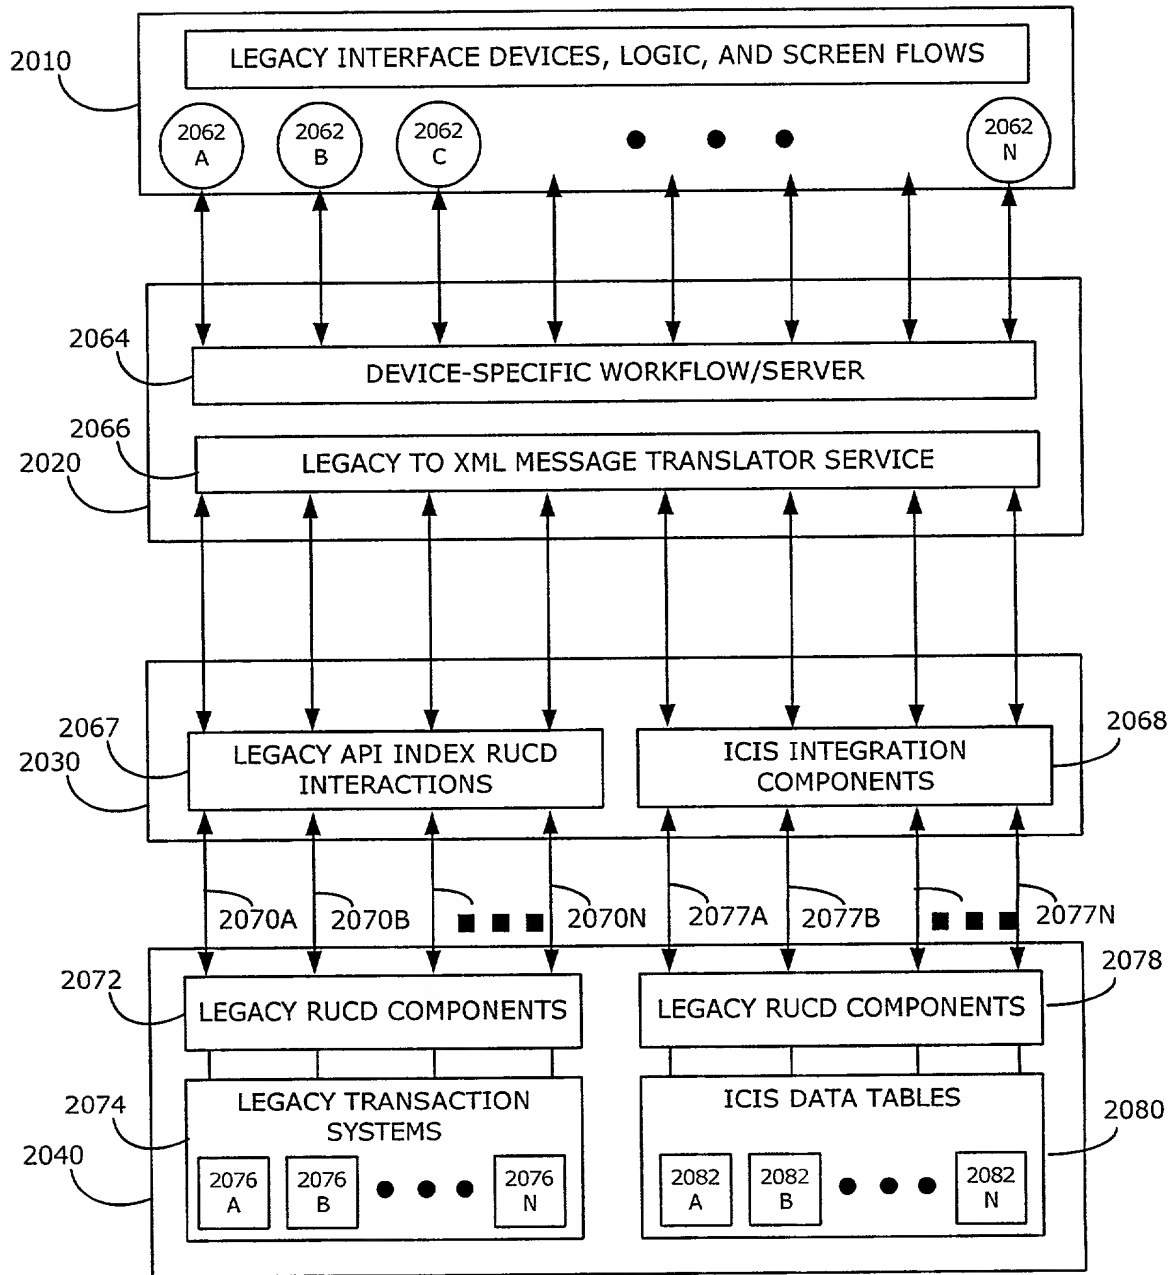 LEGACY INTERFACE DEVICES, LOGIC, AND SCREEN FLOWS
2010
2062
A
2062
B
2062
C
2062
N
2064
DEVICE-SPECIFIC WORKFLOW/SERVER
2066
2020
LEGACY TO XML MESSAGE TRANSLATOR SERVICE
2067
2030
LEGACY API INDEX RUCD
INTERACTIONS
ICIS INTEGRATION
COMPONENTS
2068
2070A
2070B
2070N
2077A
2077B
2077N
2072
LEGACY RUCD COMPONENTS
LEGACY RUCD COMPONENTS
2078
2074
2040
LEGACY TRANSACTION
SYSTEMS
2076
A
2076
B
2076
N
ICIS DATA TABLES
2080
2082
A
2082
B
2082
N